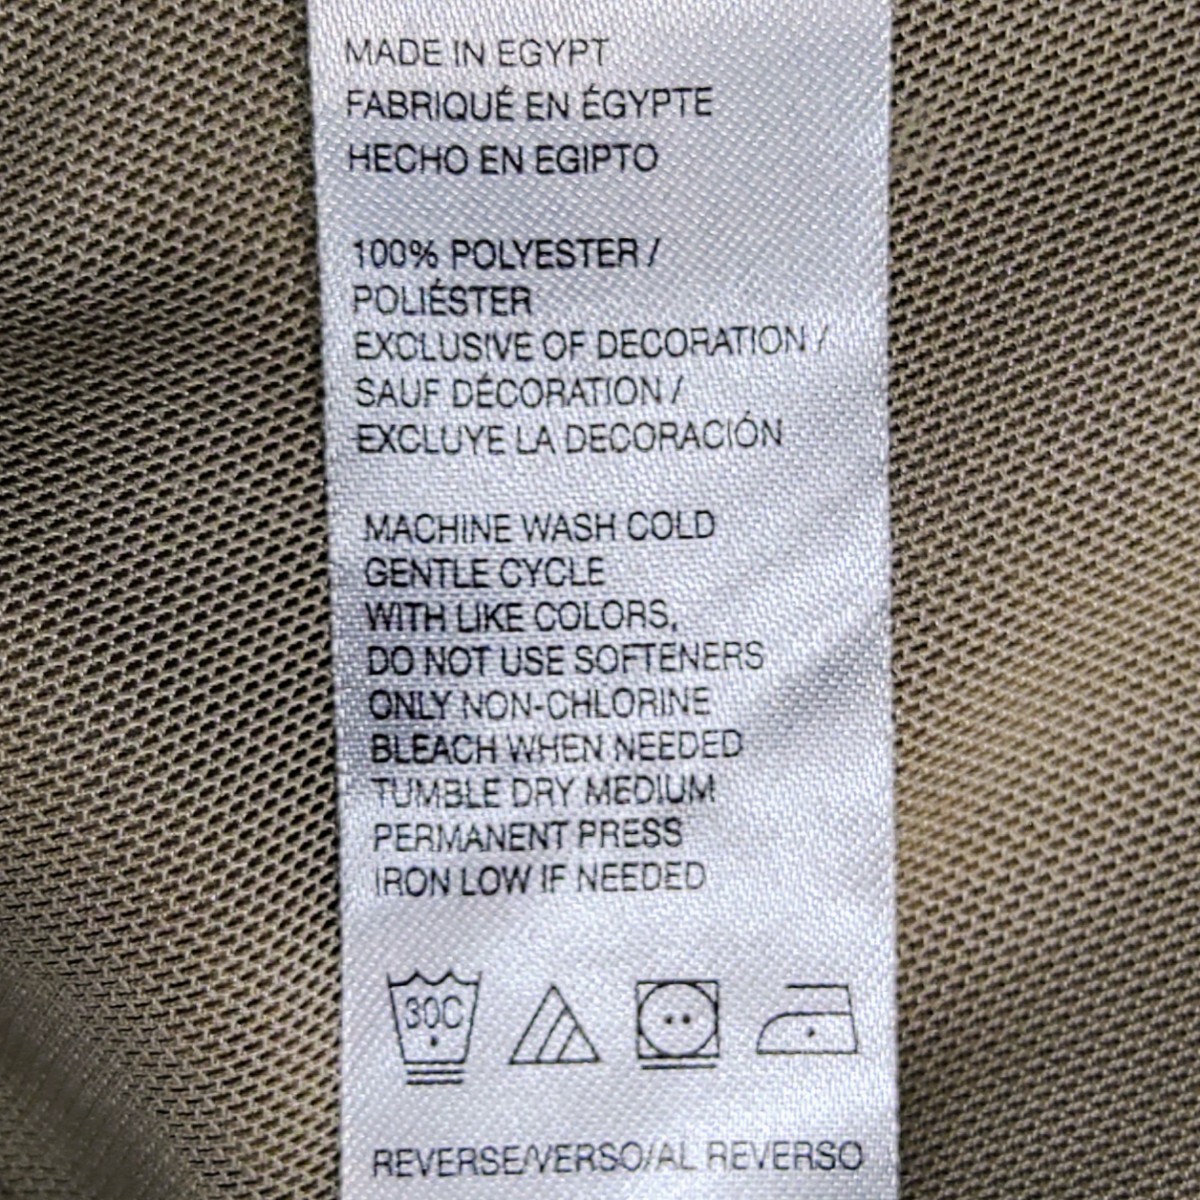 MADE IN EGYPT
FABRIQUÉ EN ÉGYPTE
HECHO EN EGIPTO
100% POLYESTER /
POLIÉSTER
EXCLUSIVE OF DECORATION /
SAUF DÉCORATION /
EXCLUYE LA DECORACIÓN
MACHINE WASH COLD
GENTLE CYCLE
WITH LIKE COLORS,
DO NOT USE SOFTENERS
ONLY NON-CHLORINE
BLEACH WHEN NEEDED
TUMBLE DRY MEDIUM
PERMANENT PRESS
IRON LOW IF NEEDED
30C
REVERSE/VERSO/AL REVERSO